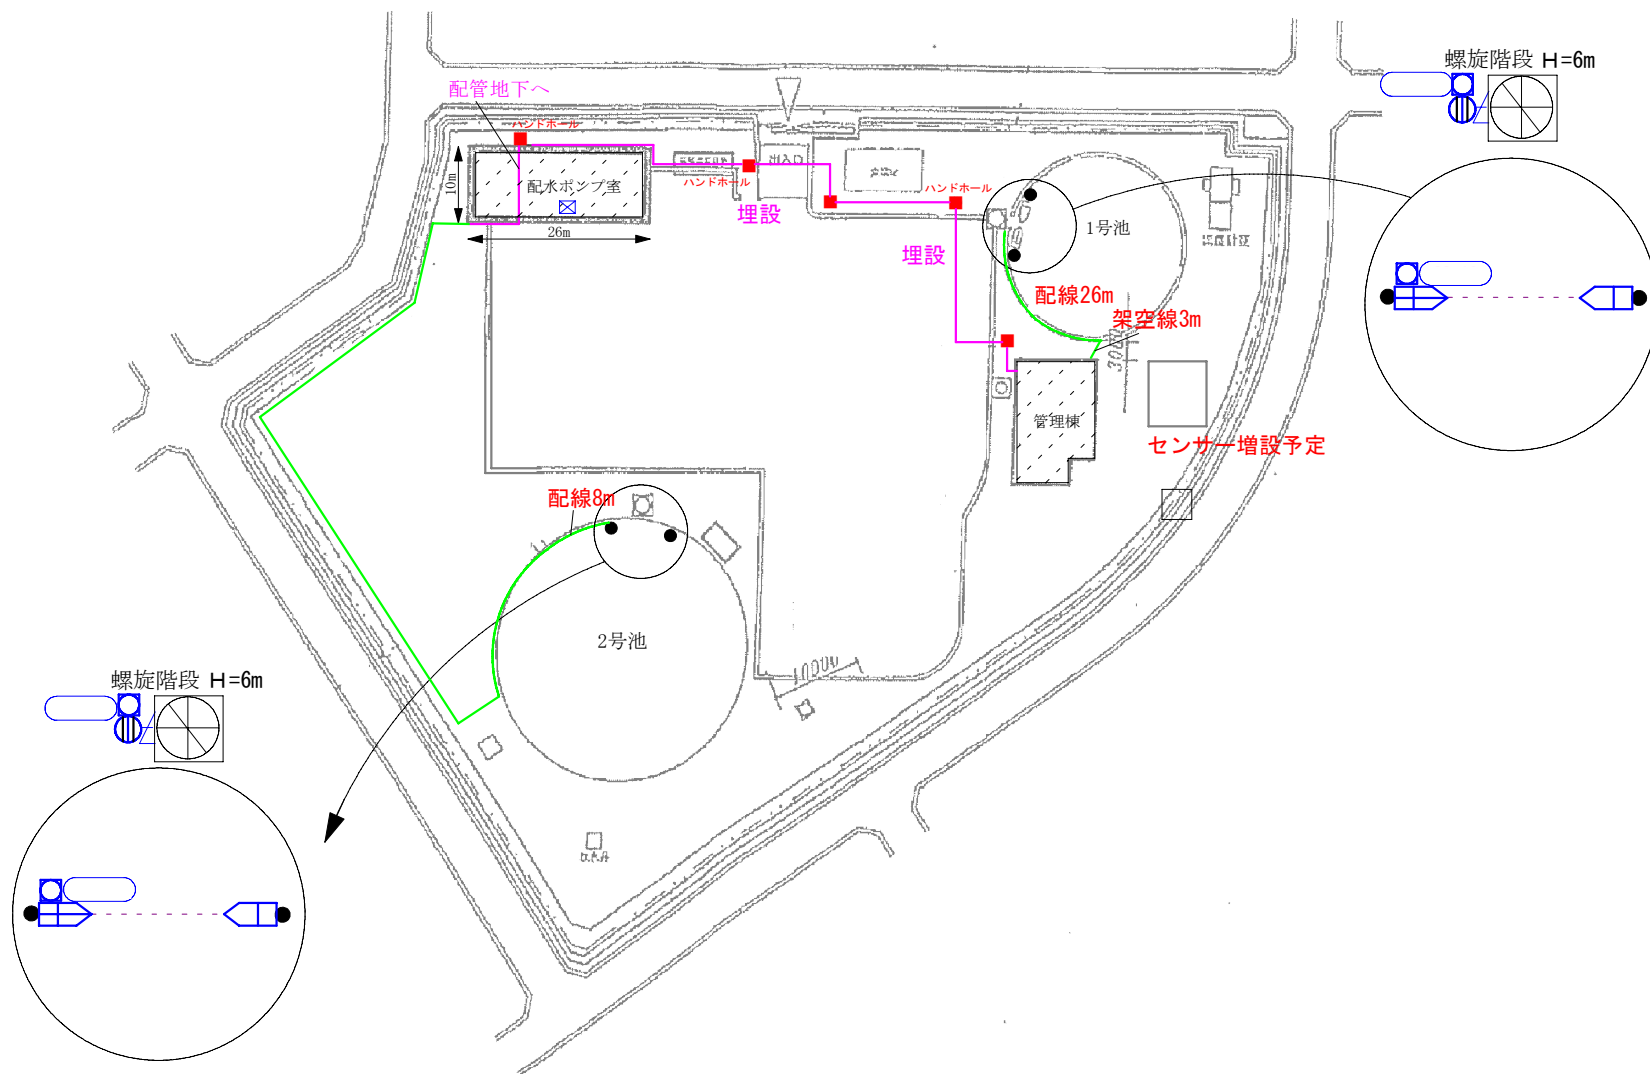 螺旋階段 H=6m
配管地下へ
ハンドホール
10m
配水ポンプ室
26m
ハンドホール
埋設
ハンドホール
埋設
1号池
配線26m
架空線3m
管理棟
センサー増設予定
配線8m
2号池
10000
螺旋階段 H=6m